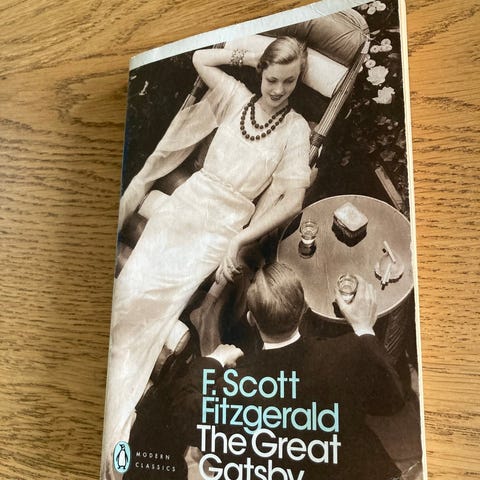 F. Scott
Fitzgerald
The Great
Gatsby
MODERN
CLASSICS